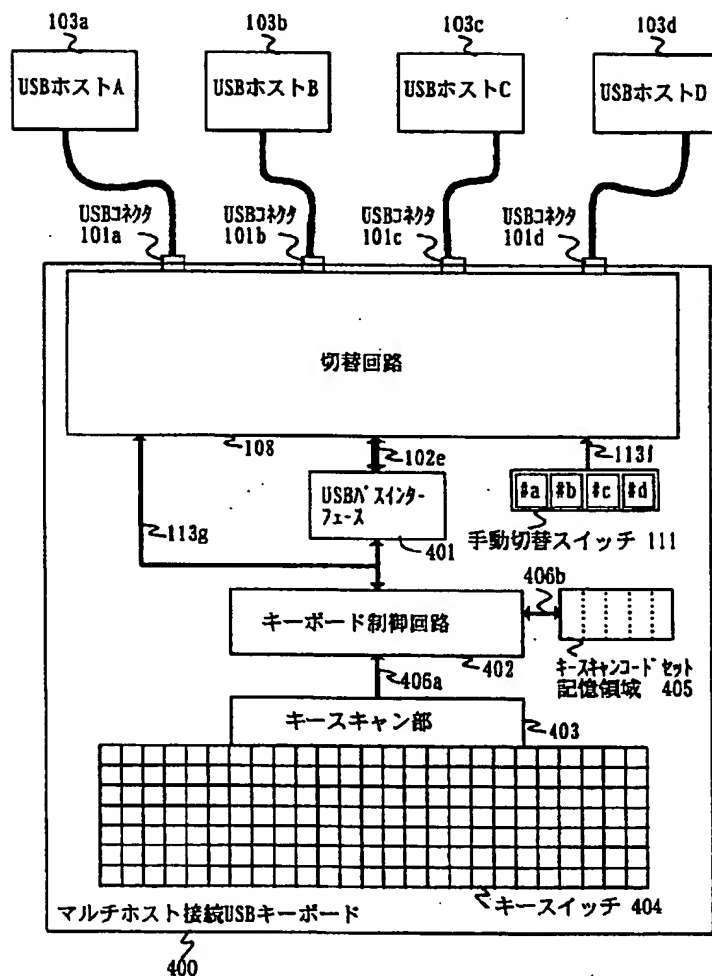 103a 103b 103c 103d
USBホストA USBホストB USBホストC USBホストD
USBコネクタ USBコネクタ USBコネクタ USBコネクタ
101a 101b 101c 101d
切替回路
108
102e
113f
USBバスインター
フェース
401
#a #b #c #d
手動切替スイッチ 111
113g
406b
キーボード制御回路
402
キースキャンコードセット
記憶領域 405
406a
キースキャン部
403
マルチホスト接続USBキーボード
キースイッチ 404
400